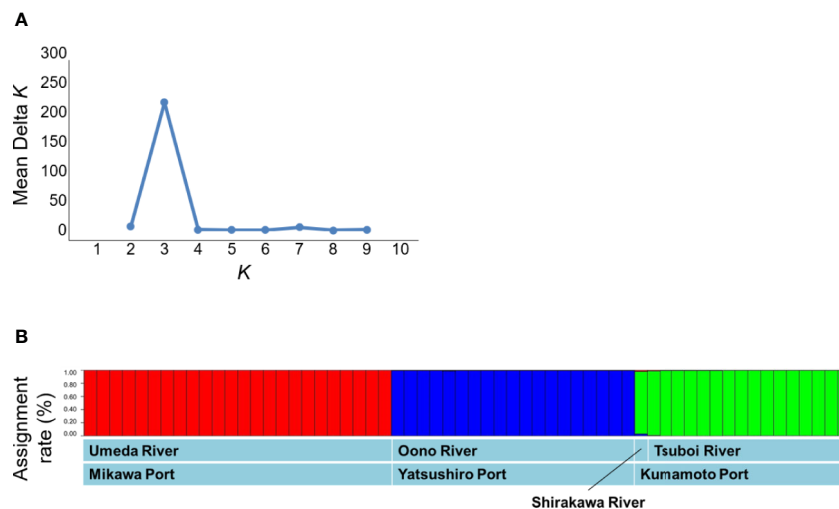 A
300
250
200
150
100
50
0
Mean Delta K
1 2 3 4 5 6 7 8 9 10
K
B
Assignment
rate (%)
1.00
0.80
0.60
0.40
0.20
0.00
Umeda River Oono River Tsuboi River
Mikawa Port Yatsushiro Port Kumamoto Port
Shirakawa River